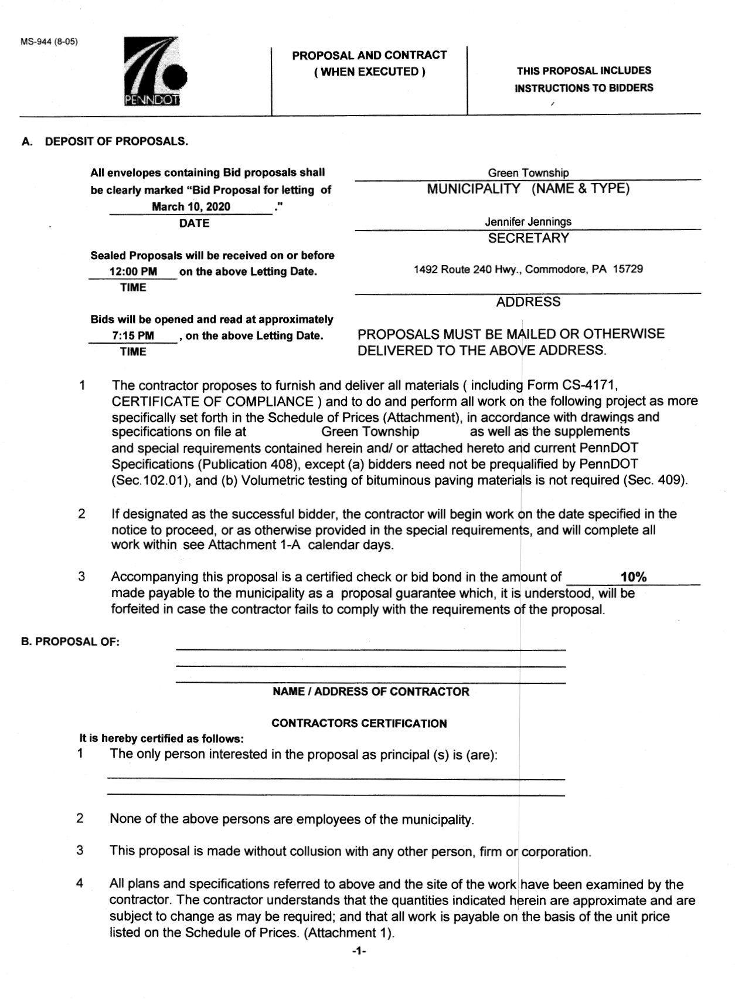 MS-944 (8-05)
PENNDOT
PROPOSAL AND CONTRACT
( WHEN EXECUTED )
THIS PROPOSAL INCLUDES
INSTRUCTIONS TO BIDDERS
A. DEPOSIT OF PROPOSALS.
All envelopes containing Bid proposals shall
be clearly marked “Bid Proposal for letting of
March 10, 2020 ."
DATE
Sealed Proposals will be received on or before
12:00 PM on the above Letting Date.
TIME
Bids will be opened and read at approximately
7:15 PM , on the above Letting Date.
TIME
Green Township
MUNICIPALITY (NAME & TYPE)
Jennifer Jennings
SECRETARY
1492 Route 240 Hwy., Commodore, PA 15729
ADDRESS
PROPOSALS MUST BE MAILED OR OTHERWISE
DELIVERED TO THE ABOVE ADDRESS.
1 The contractor proposes to furnish and deliver all materials ( including Form CS-4171,
CERTIFICATE OF COMPLIANCE ) and to do and perform all work on the following project as more
specifically set forth in the Schedule of Prices (Attachment), in accordance with drawings and
specifications on file at Green Township as well as the supplements
and special requirements contained herein and/ or attached hereto and current PennDOT
Specifications (Publication 408), except (a) bidders need not be prequalified by PennDOT
(Sec.102.01), and (b) Volumetric testing of bituminous paving materials is not required (Sec. 409).
2 If designated as the successful bidder, the contractor will begin work on the date specified in the
notice to proceed, or as otherwise provided in the special requirements, and will complete all
work within see Attachment 1-A calendar days.
3 Accompanying this proposal is a certified check or bid bond in the amount of 10%
made payable to the municipality as a proposal guarantee which, it is understood, will be
forfeited in case the contractor fails to comply with the requirements of the proposal.
B. PROPOSAL OF:
NAME / ADDRESS OF CONTRACTOR
CONTRACTORS CERTIFICATION
It is hereby certified as follows:
1 The only person interested in the proposal as principal (s) is (are):
2 None of the above persons are employees of the municipality.
3 This proposal is made without collusion with any other person, firm or corporation.
4 All plans and specifications referred to above and the site of the work have been examined by the
contractor. The contractor understands that the quantities indicated herein are approximate and are
subject to change as may be required; and that all work is payable on the basis of the unit price
listed on the Schedule of Prices. (Attachment 1).
-1-